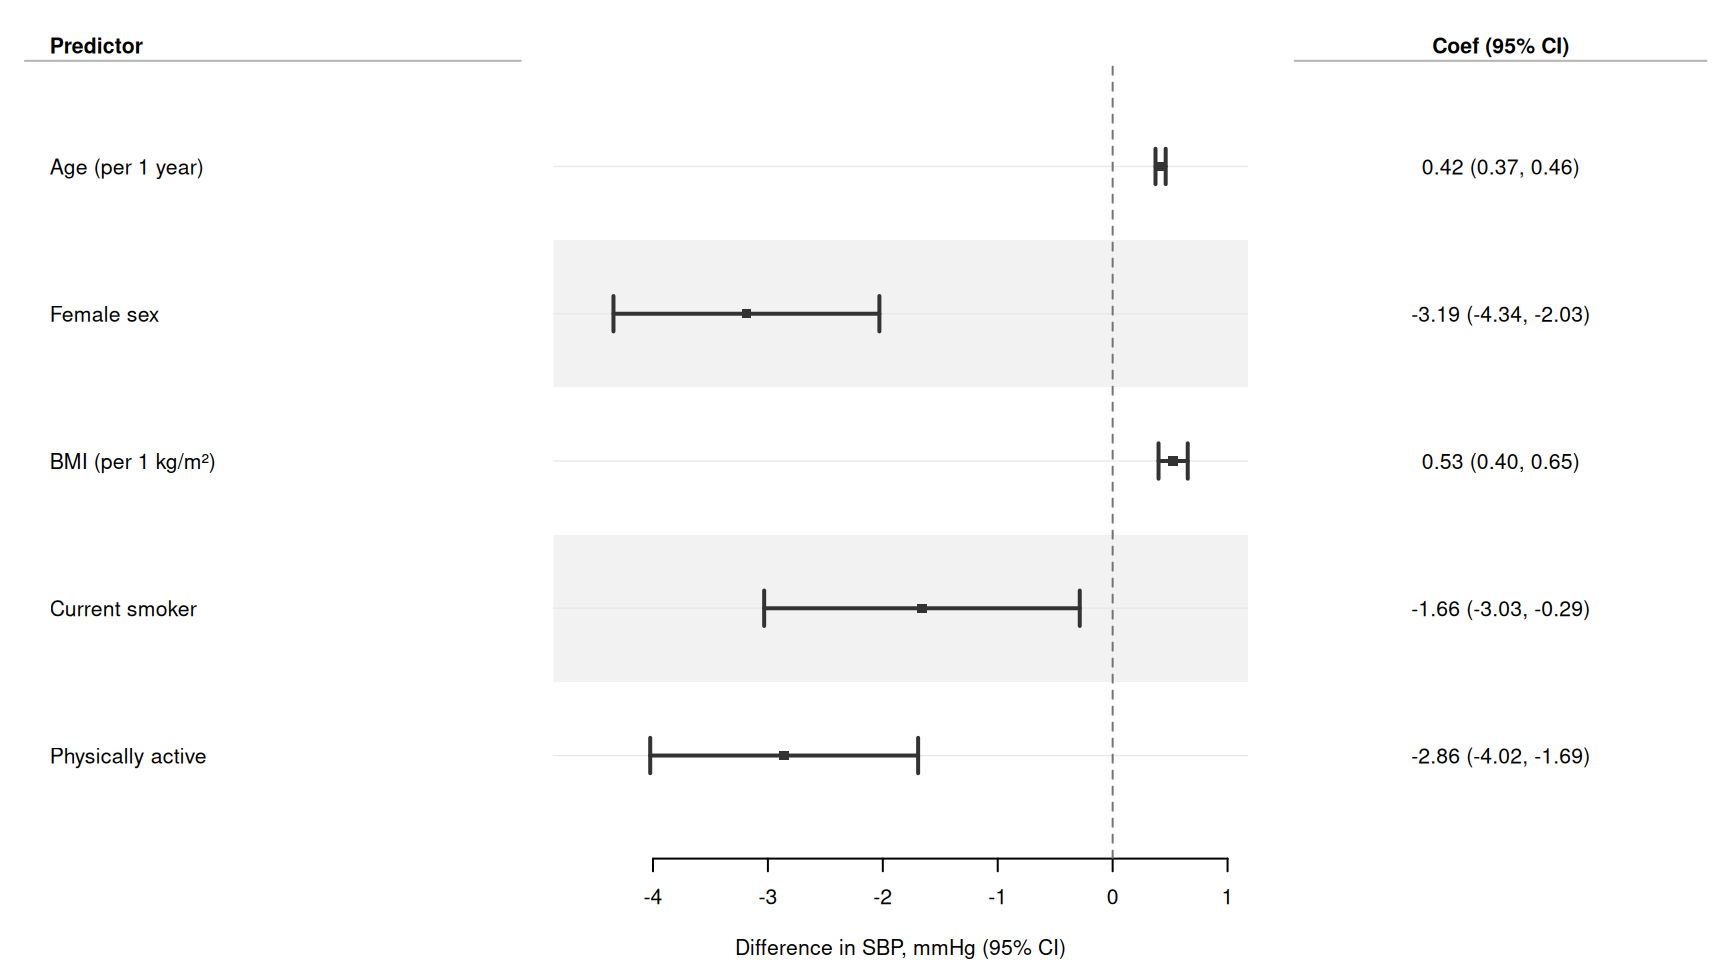 Predictor Coef (95% CI)
Age (per 1 year) 0.42 (0.37, 0.46)
Female sex -3.19 (-4.34, -2.03)
BMI (per 1 kg/m²) 0.53 (0.40, 0.65)
Current smoker -1.66 (-3.03, -0.29)
Physically active -2.86 (-4.02, -1.69)
-4 -3 -2 -1 0 1
Difference in SBP, mmHg (95% CI)